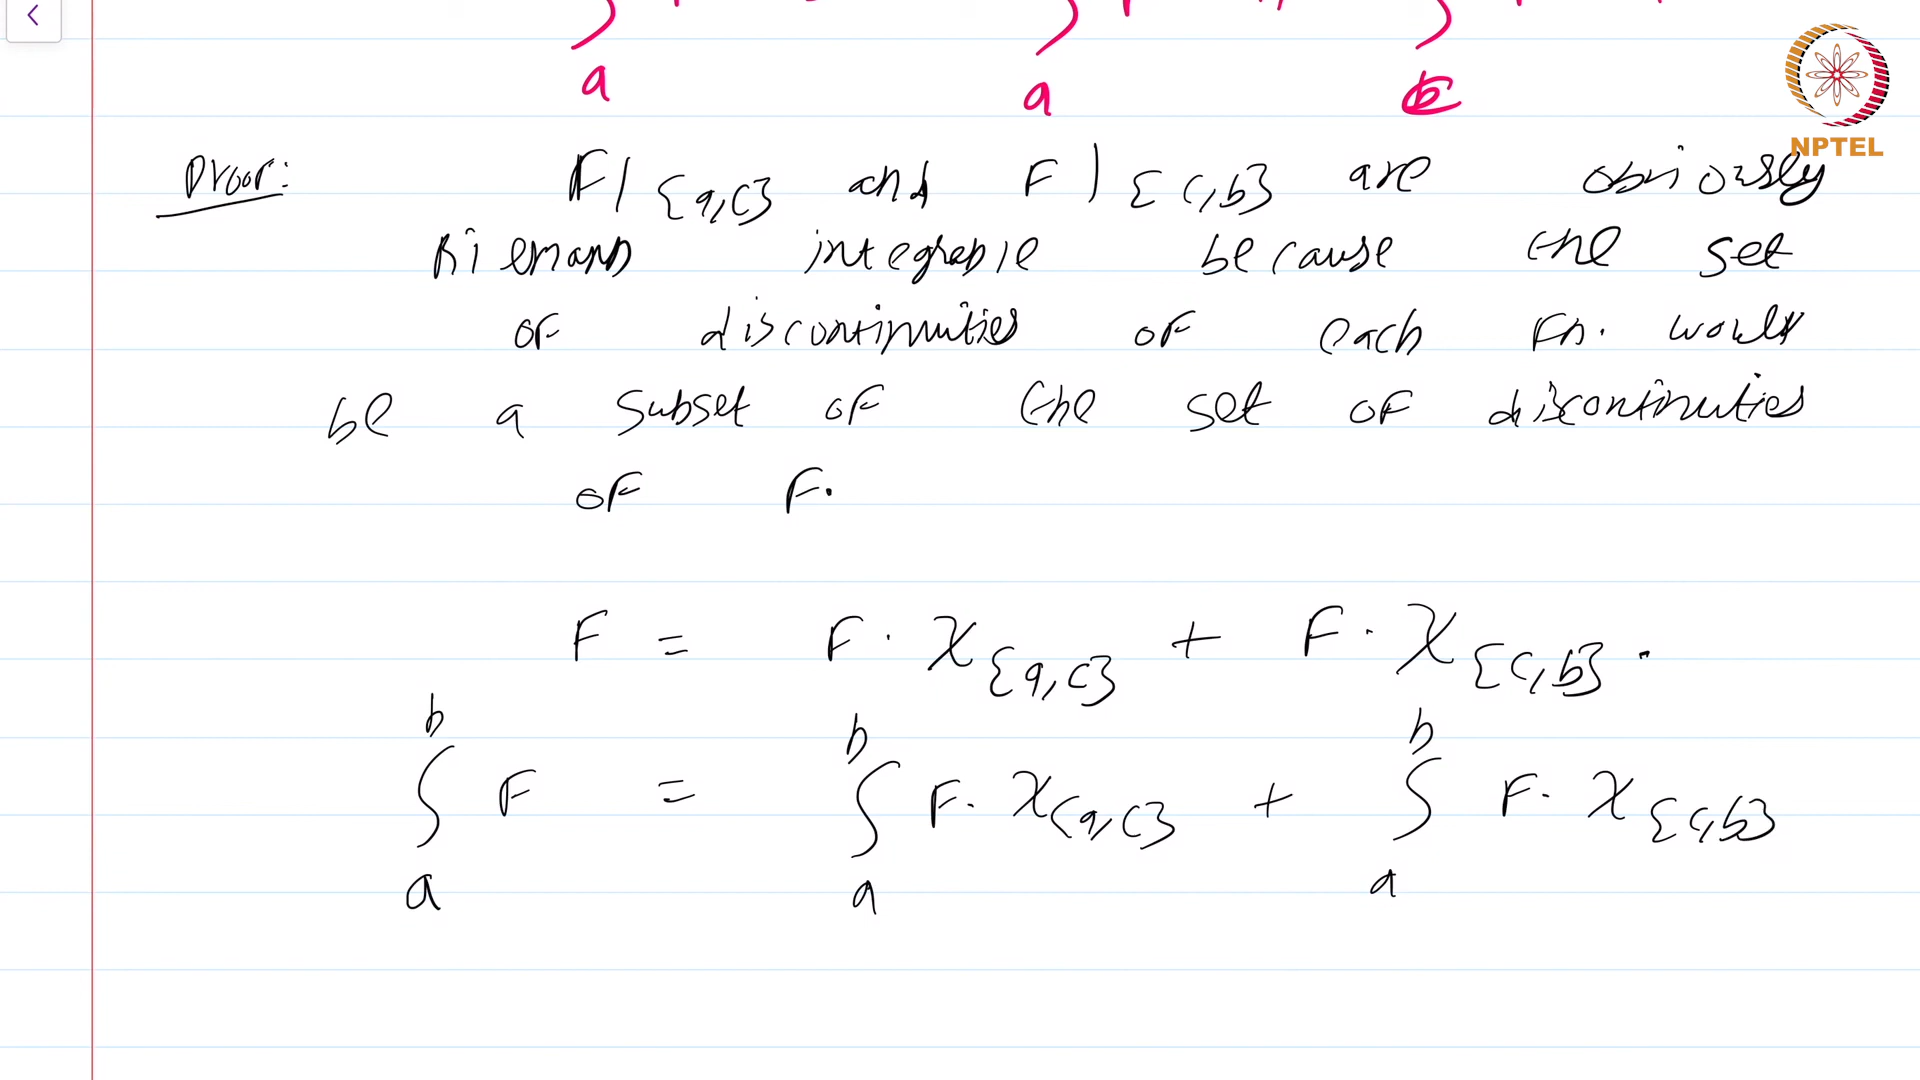 a a c
NPTEL
Proof: F|[a,c] and F|[c,b] are obviously
Riemann integrable because the set
of discontinuities of each fn. would
be a subset of the set of discontinuities
of F.
F = F · χ[a,c] + F · χ[c,b] .
∫_a^b F = ∫_a^b F · χ[a,c] + ∫_a^b F · χ[c,b]